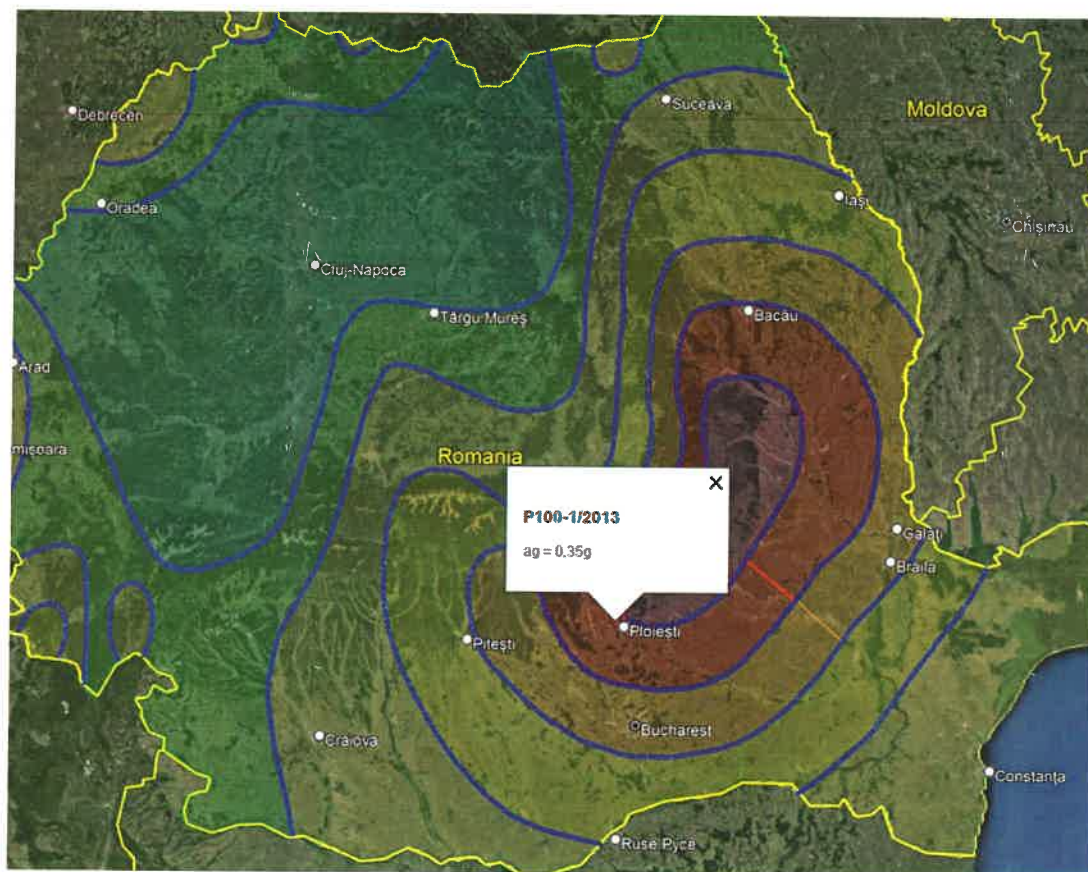 Suceava
Moldova
Debrecen
Iași
Oradea
Chișinău
Cluj-Napoca
Târgu Mureș
Bacău
Arad
mișoara
Romania
×
P100-1/2013
ag = 0.35g
Galați
Brăila
Ploiești
Pitești
Bucharest
Craiova
Constanța
Ruse Русе